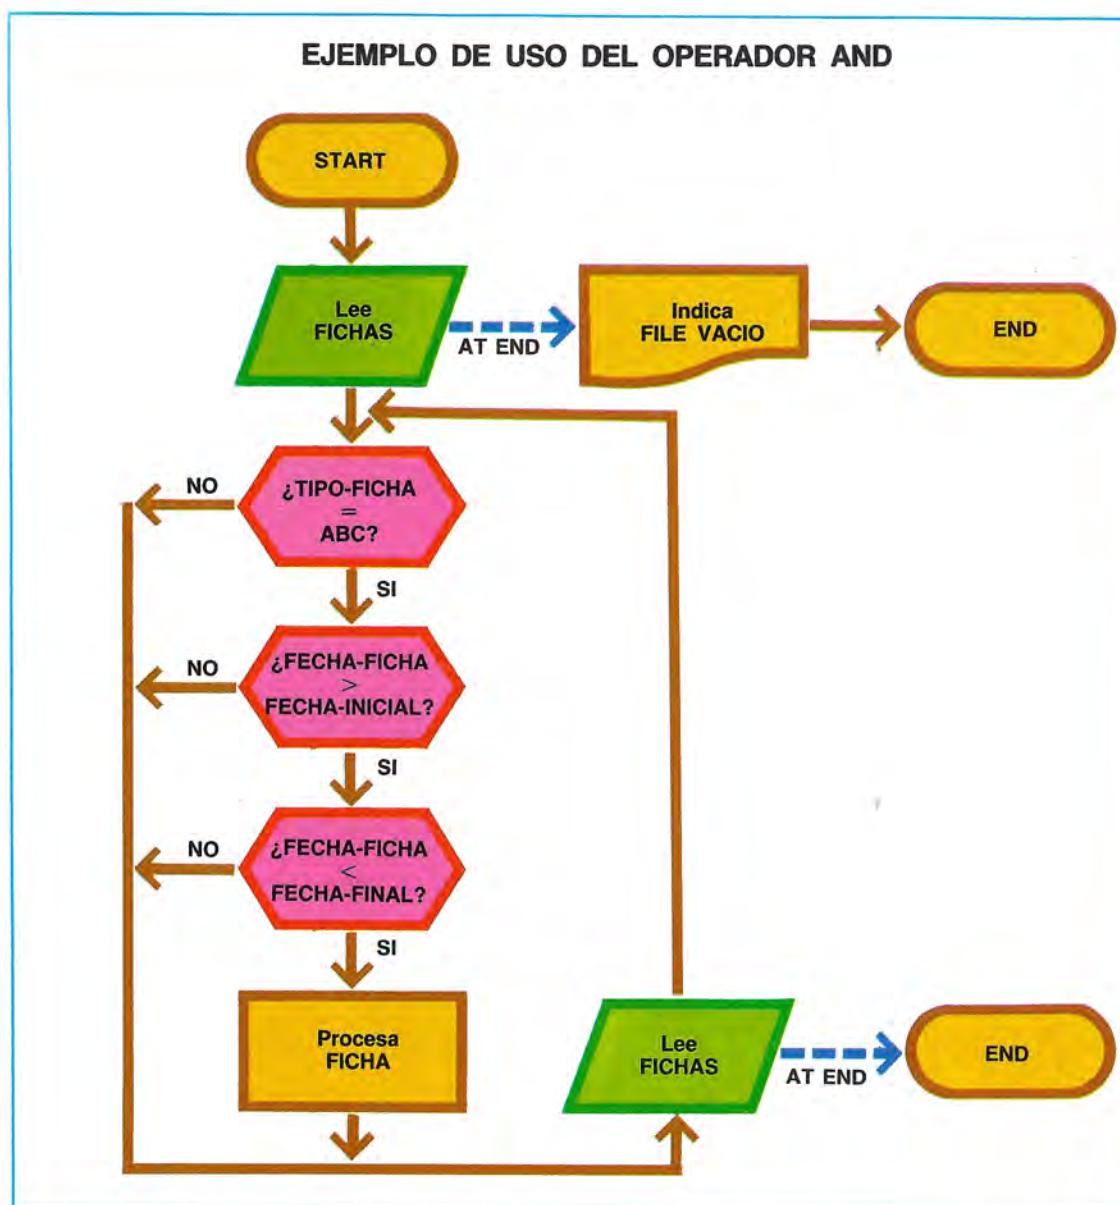 EJEMPLO DE USO DEL OPERADOR AND
START
Lee
FICHAS
AT END
Indica
FILE VACIO
END
¿TIPO-FICHA
=
ABC?
NO
SI
¿FECHA-FICHA
>
FECHA-INICIAL?
NO
SI
¿FECHA-FICHA
<
FECHA-FINAL?
NO
SI
Procesa
FICHA
Lee
FICHAS
AT END
END